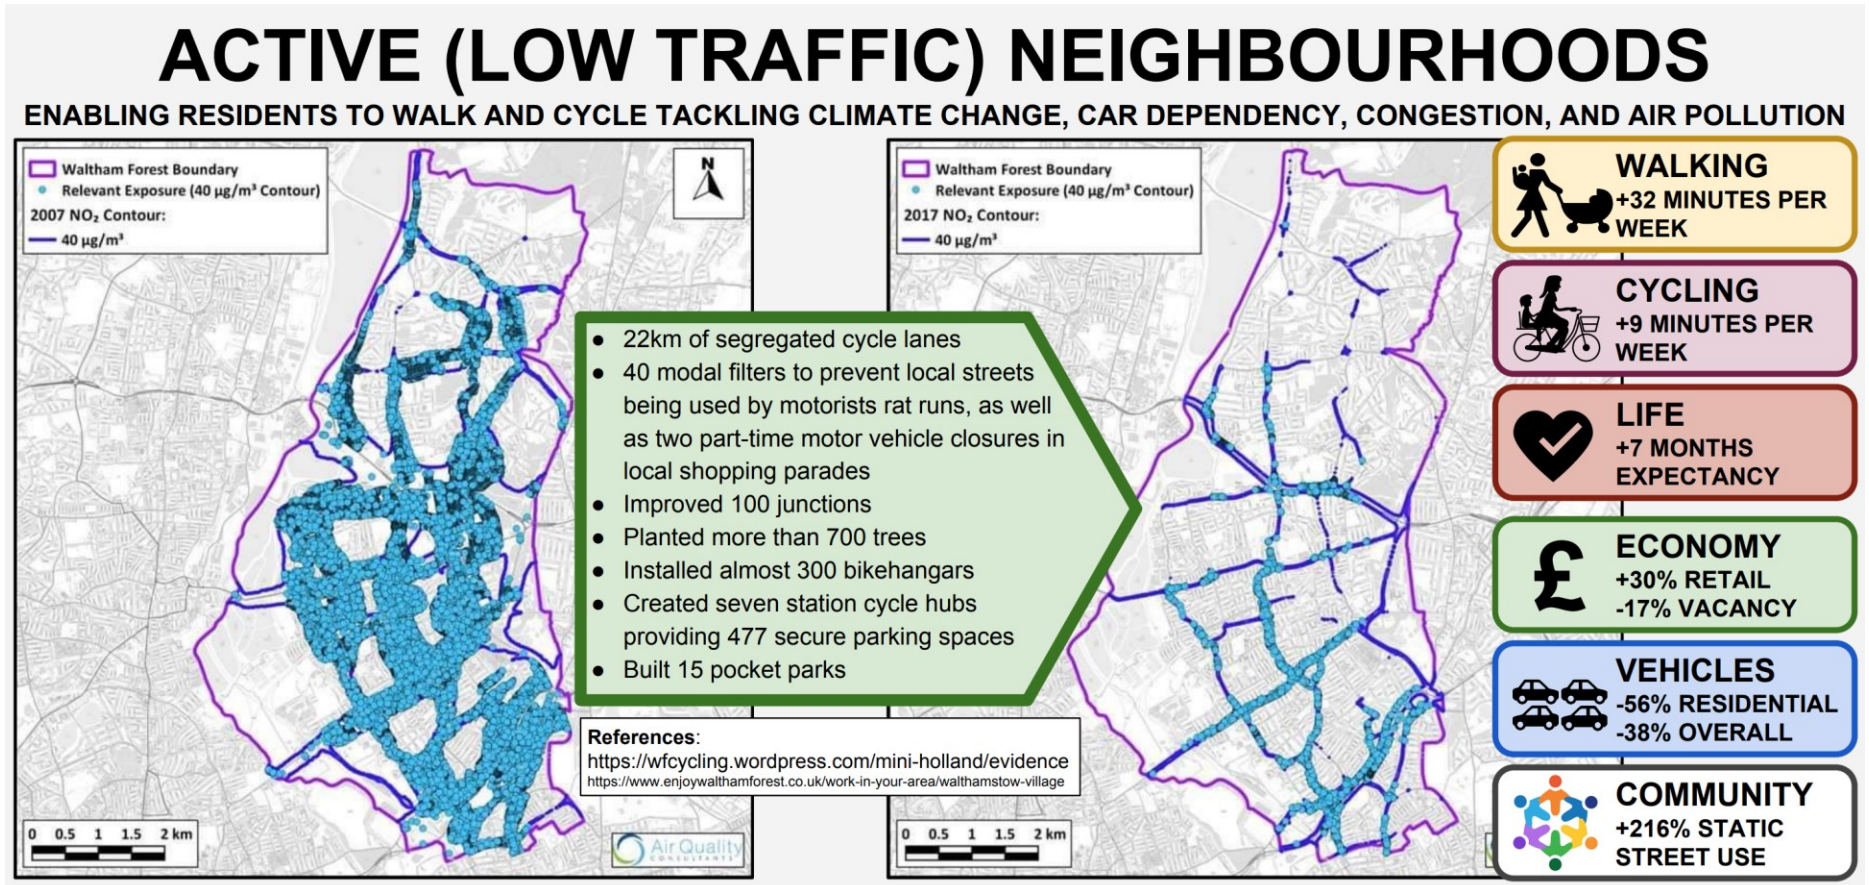 ACTIVE (LOW TRAFFIC) NEIGHBOURHOODS
ENABLING RESIDENTS TO WALK AND CYCLE TACKLING CLIMATE CHANGE, CAR DEPENDENCY, CONGESTION, AND AIR POLLUTION
Waltham Forest Boundary
Relevant Exposure (40 µg/m³ Contour)
2007 NO₂ Contour:
40 µg/m³
N
0 0.5 1 1.5 2 km
Air Quality
CONSULTANTS
● 22km of segregated cycle lanes
● 40 modal filters to prevent local streets
being used by motorists rat runs, as well
as two part-time motor vehicle closures in
local shopping parades
● Improved 100 junctions
● Planted more than 700 trees
● Installed almost 300 bikehangars
● Created seven station cycle hubs
providing 477 secure parking spaces
● Built 15 pocket parks
References:
https://wfcycling.wordpress.com/mini-holland/evidence
https://www.enjoywalthamforest.co.uk/work-in-your-area/walthamstow-village
Waltham Forest Boundary
Relevant Exposure (40 µg/m³ Contour)
2017 NO₂ Contour:
40 µg/m³
0 0.5 1 1.5 2 km
WALKING
+32 MINUTES PER
WEEK
CYCLING
+9 MINUTES PER
WEEK
LIFE
+7 MONTHS
EXPECTANCY
£
ECONOMY
+30% RETAIL
-17% VACANCY
VEHICLES
-56% RESIDENTIAL
-38% OVERALL
COMMUNITY
+216% STATIC
STREET USE